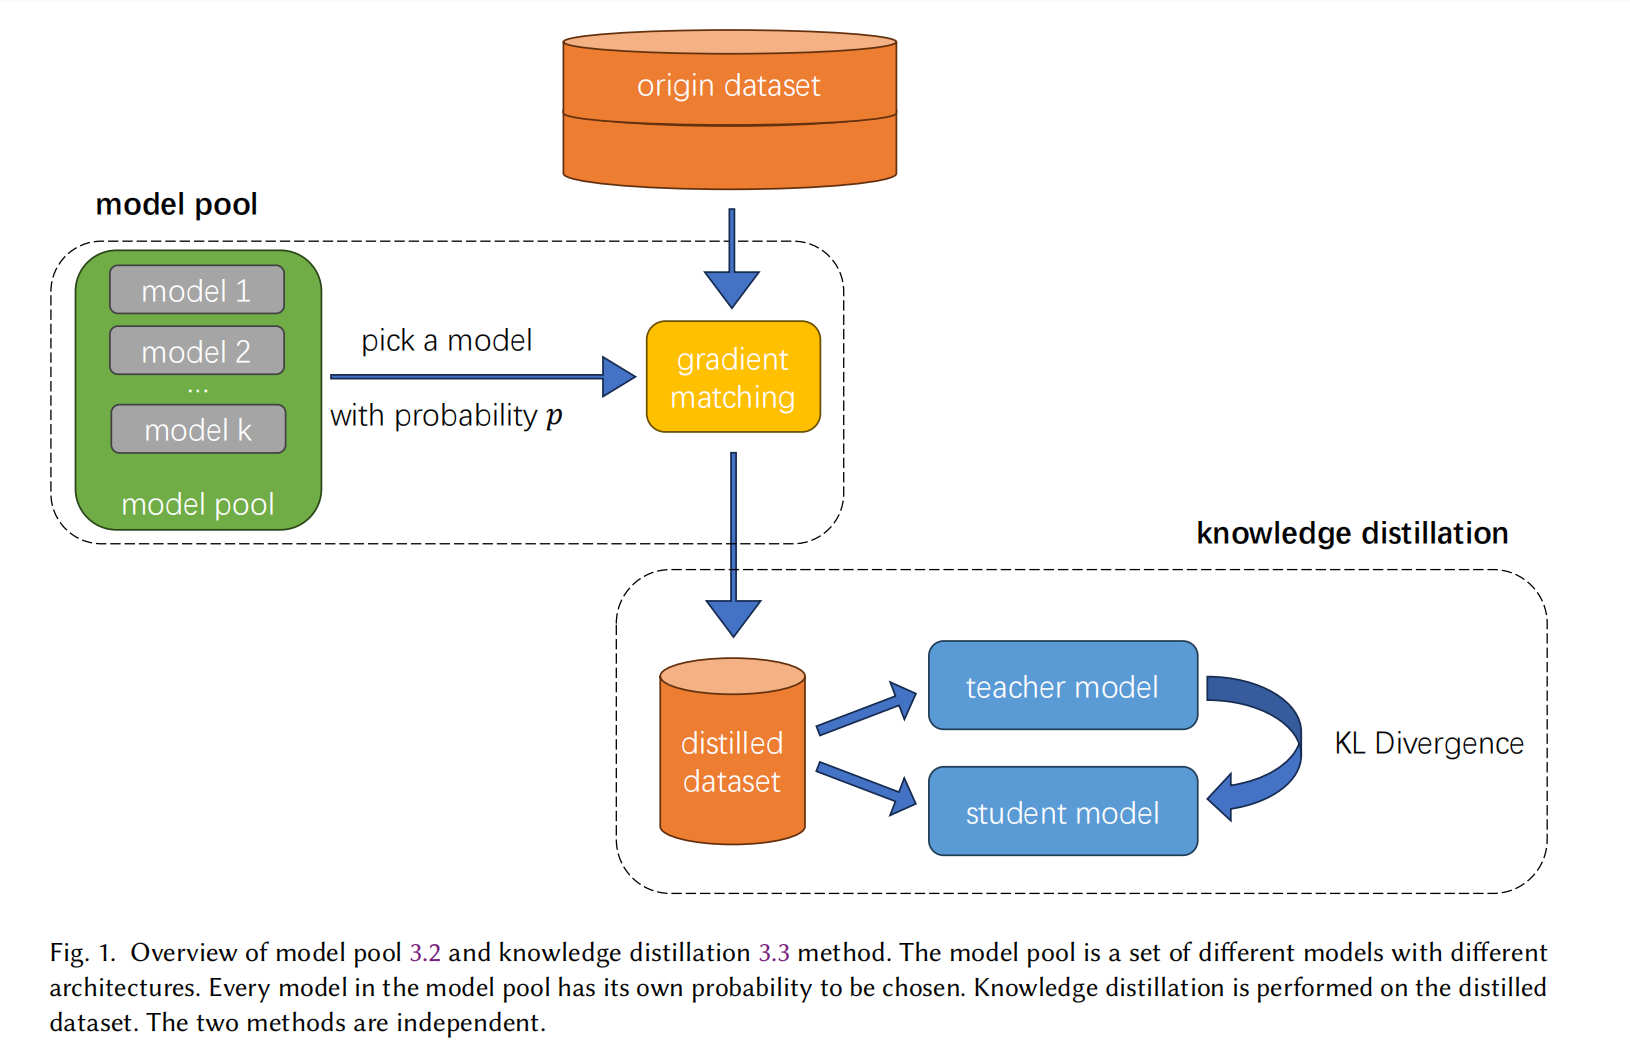 origin dataset
model pool
model 1
model 2
...
model k
model pool
pick a model
with probability p
gradient
matching
knowledge distillation
distilled
dataset
teacher model
student model
KL Divergence
Fig. 1. Overview of model pool 3.2 and knowledge distillation 3.3 method. The model pool is a set of different models with different
architectures. Every model in the model pool has its own probability to be chosen. Knowledge distillation is performed on the distilled
dataset. The two methods are independent.